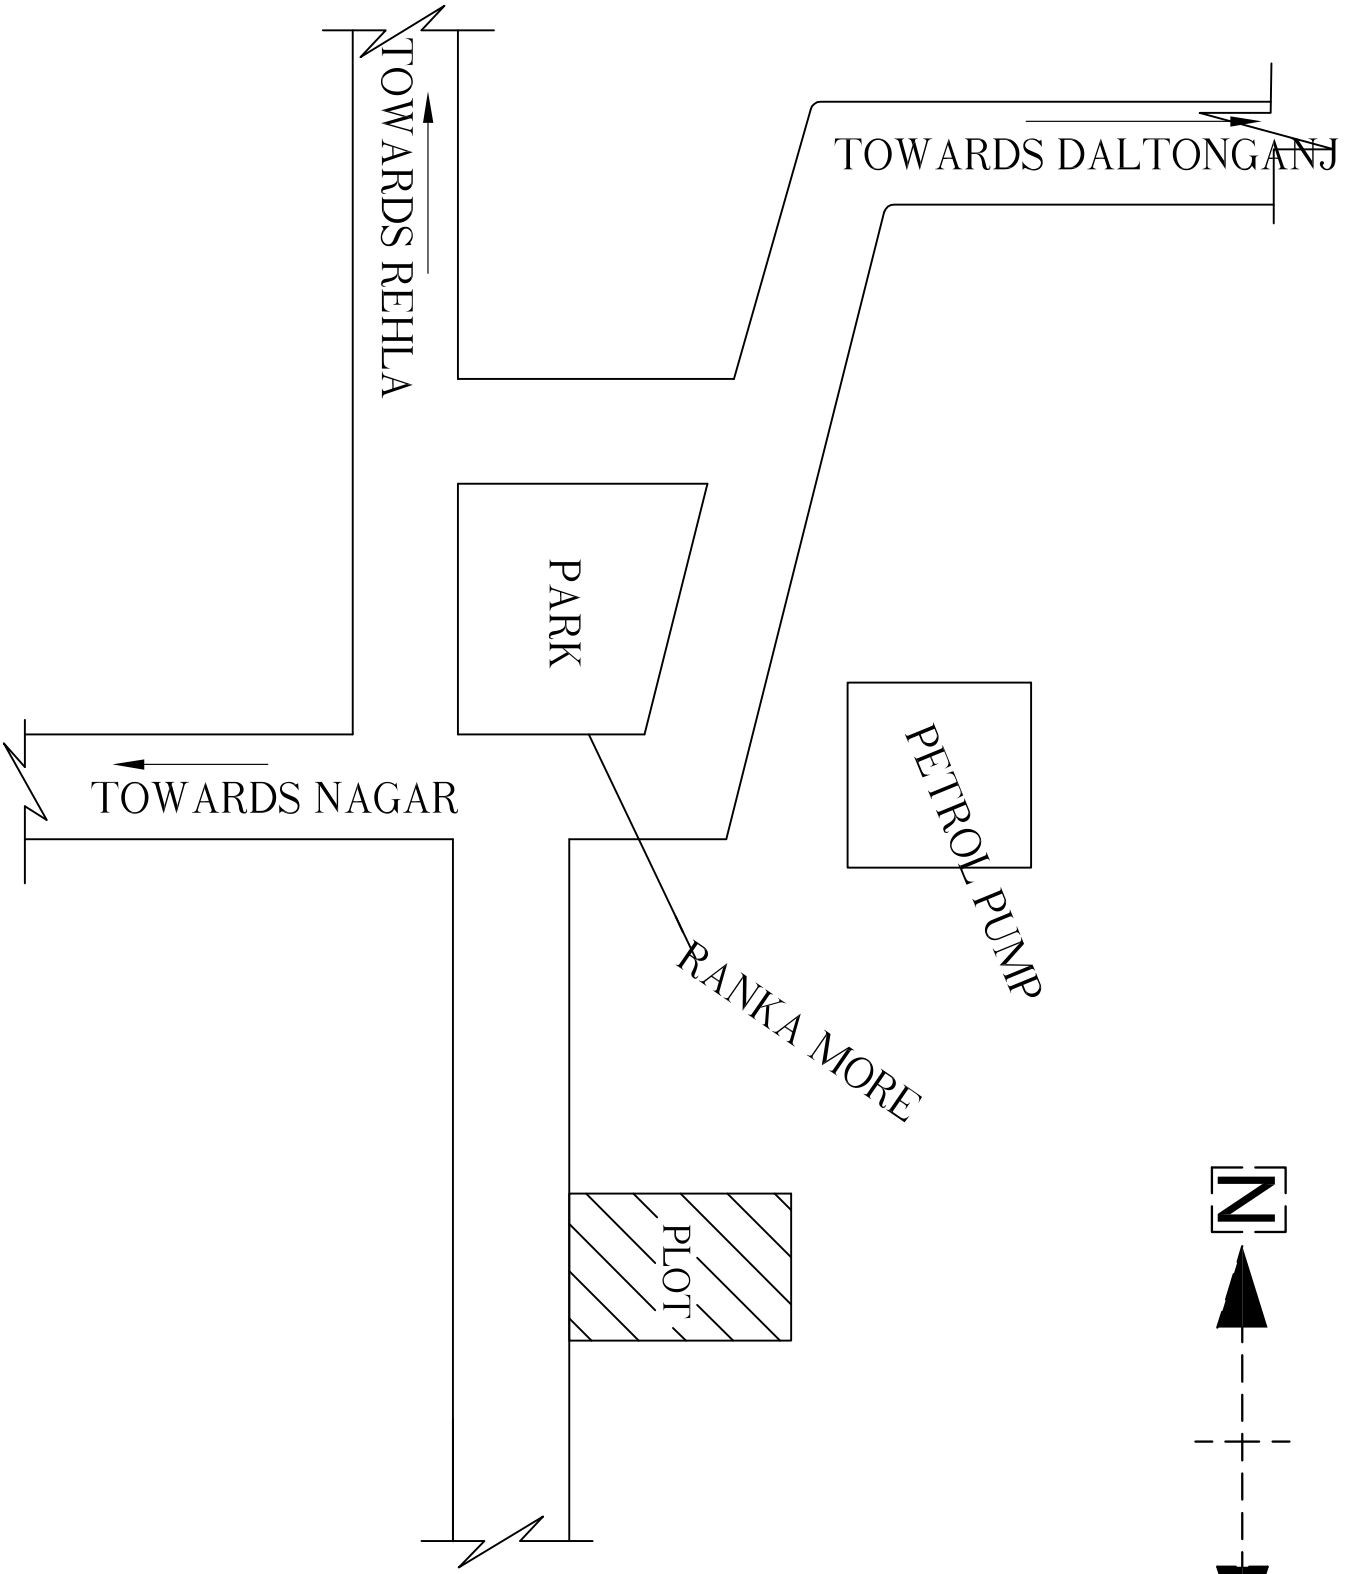 TOWARDS REHLA
TOWARDS DALTONGANJ
PARK
PETROL PUMP
TOWARDS NAGAR
RANKA MORE
PLOT
N